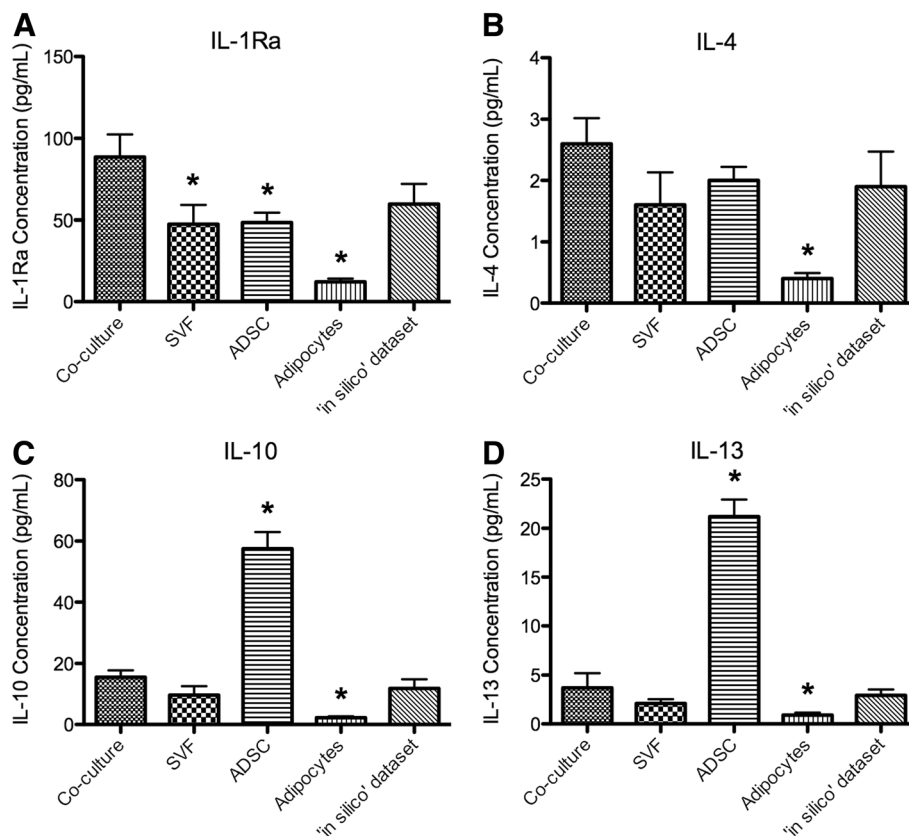 A
IL-1Ra
IL-1Ra Concentration (pg/mL)
150
100
50
0
*
*
*
Co-culture
SVF
ADSC
Adipocytes
'in silico' dataset
B
IL-4
IL-4 Concentration (pg/mL)
4
3
2
1
0
*
Co-culture
SVF
ADSC
Adipocytes
'in silico' dataset
C
IL-10
IL-10 Concentration (pg/mL)
80
60
40
20
0
*
*
Co-culture
SVF
ADSC
Adipocytes
'in silico' dataset
D
IL-13
IL-13 Concentration (pg/mL)
25
20
15
10
5
0
*
*
Co-culture
SVF
ADSC
Adipocytes
'in silico' dataset